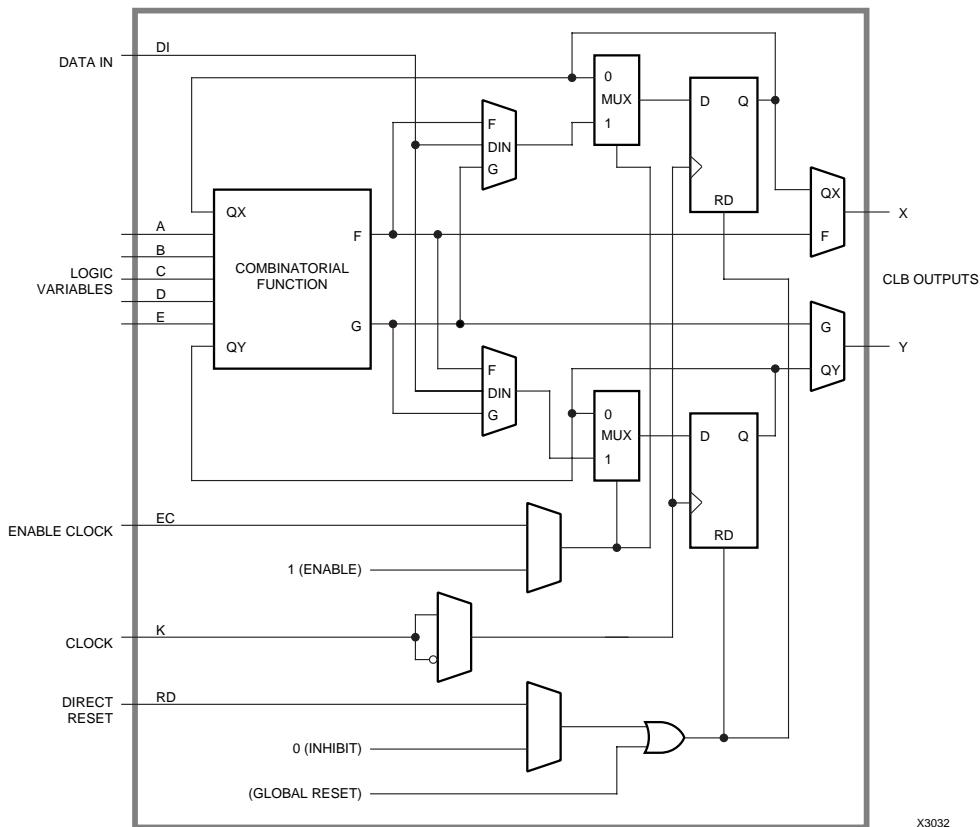 DI
DATA IN
0
MUX
D
Q
F
1
DIN
G
RD
QX
QX
X
A
F
F
B
COMBINATORIAL
FUNCTION
LOGIC
VARIABLES
C
CLB OUTPUTS
D
E
G
G
QY
Y
F
QY
DIN
0
G
MUX
D
Q
1
EC
ENABLE CLOCK
RD
1 (ENABLE)
K
CLOCK
DIRECT
RESET
RD
0 (INHIBIT)
(GLOBAL RESET)
X3032